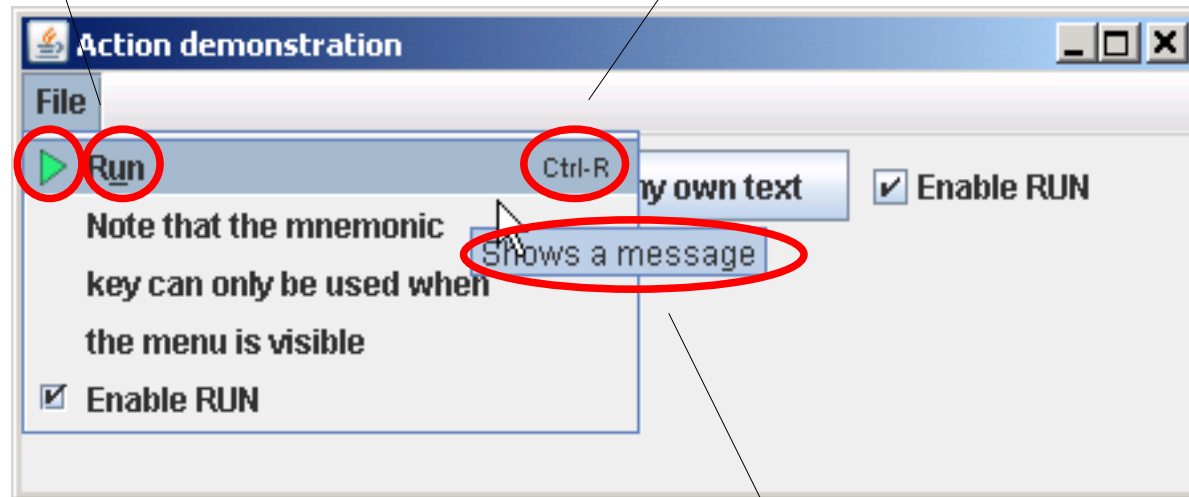 Action demonstration
File
Run Ctrl-R
own text
Enable RUN
Note that the mnemonic
Shows a message
key can only be used when
the menu is visible
Enable RUN